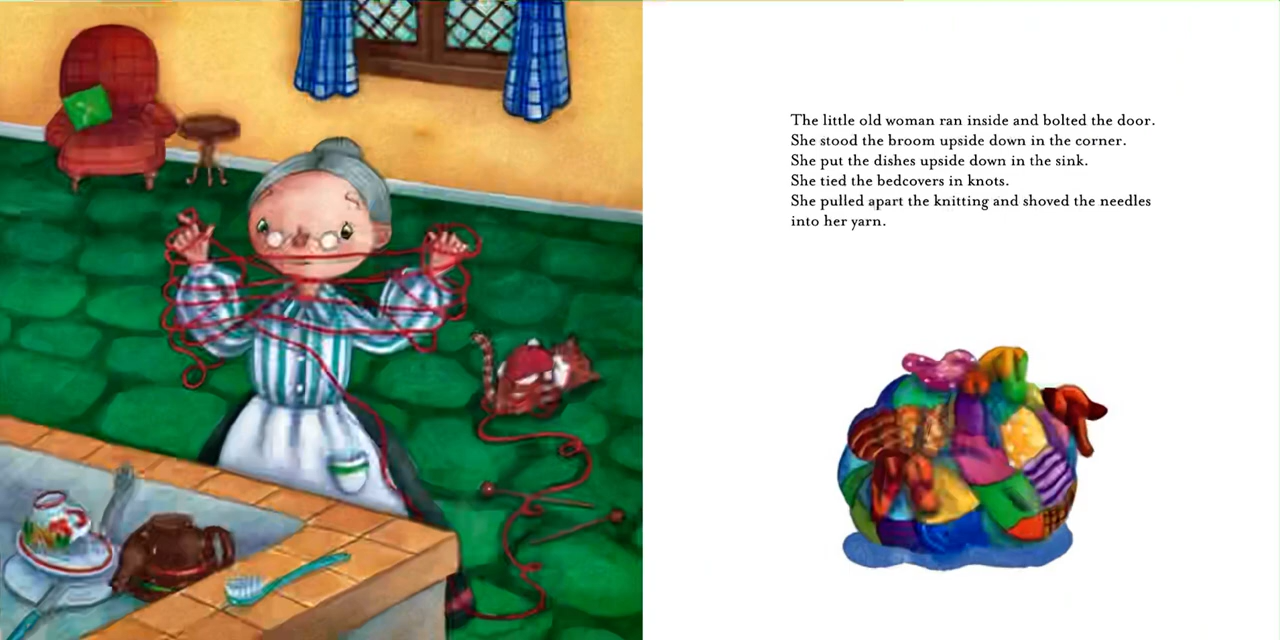 The little old woman ran inside and bolted the door.
She stood the broom upside down in the corner.
She put the dishes upside down in the sink.
She tied the bedcovers in knots.
She pulled apart the knitting and shoved the needles
into her yarn.